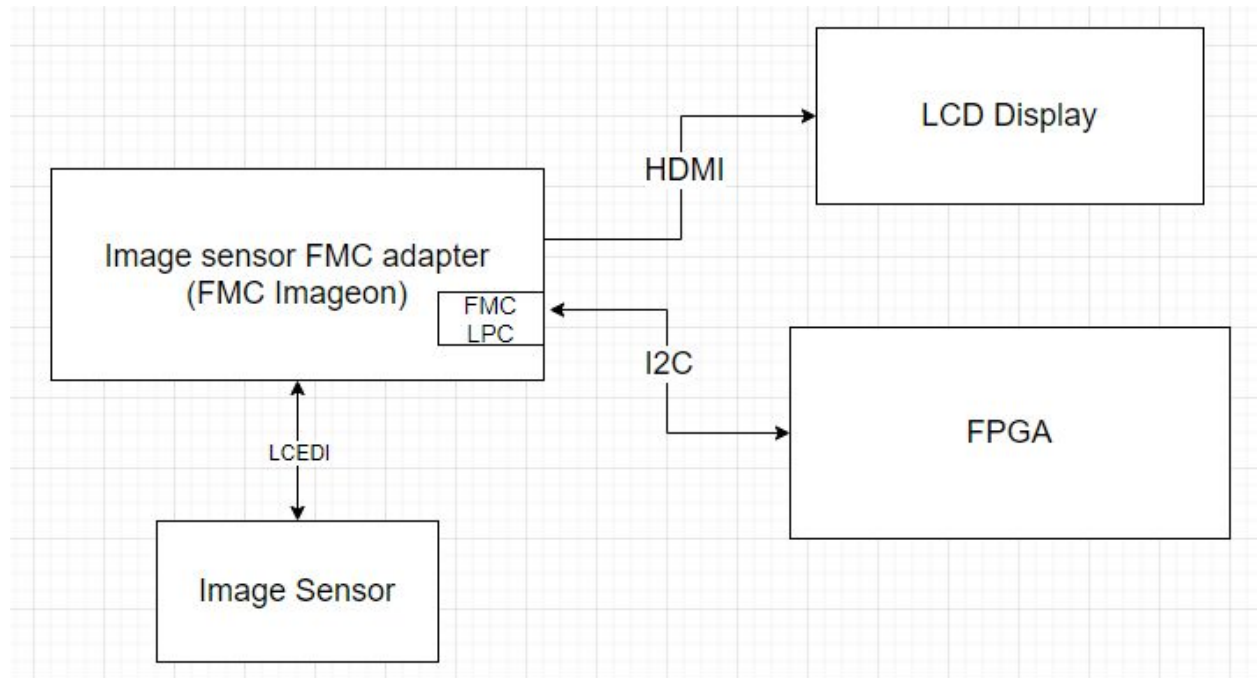 LCD Display
HDMI
Image sensor FMC adapter
(FMC Imageon)
FMC
LPC
I2C
FPGA
LCEDI
Image Sensor